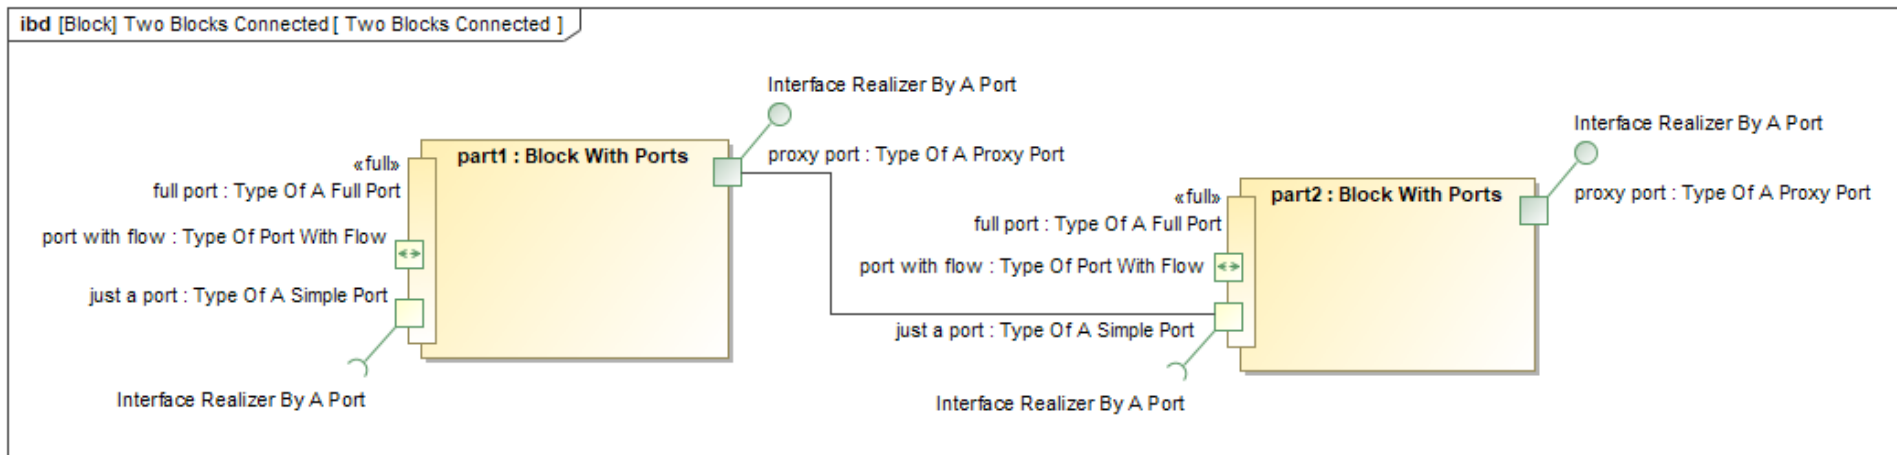 ibd [Block] Two Blocks Connected [ Two Blocks Connected ]
Interface Realizer By A Port
part1 : Block With Ports
proxy port : Type Of A Proxy Port
«full»
full port : Type Of A Full Port
port with flow : Type Of Port With Flow
just a port : Type Of A Simple Port
Interface Realizer By A Port
Interface Realizer By A Port
part2 : Block With Ports
proxy port : Type Of A Proxy Port
«full»
full port : Type Of A Full Port
port with flow : Type Of Port With Flow
just a port : Type Of A Simple Port
Interface Realizer By A Port